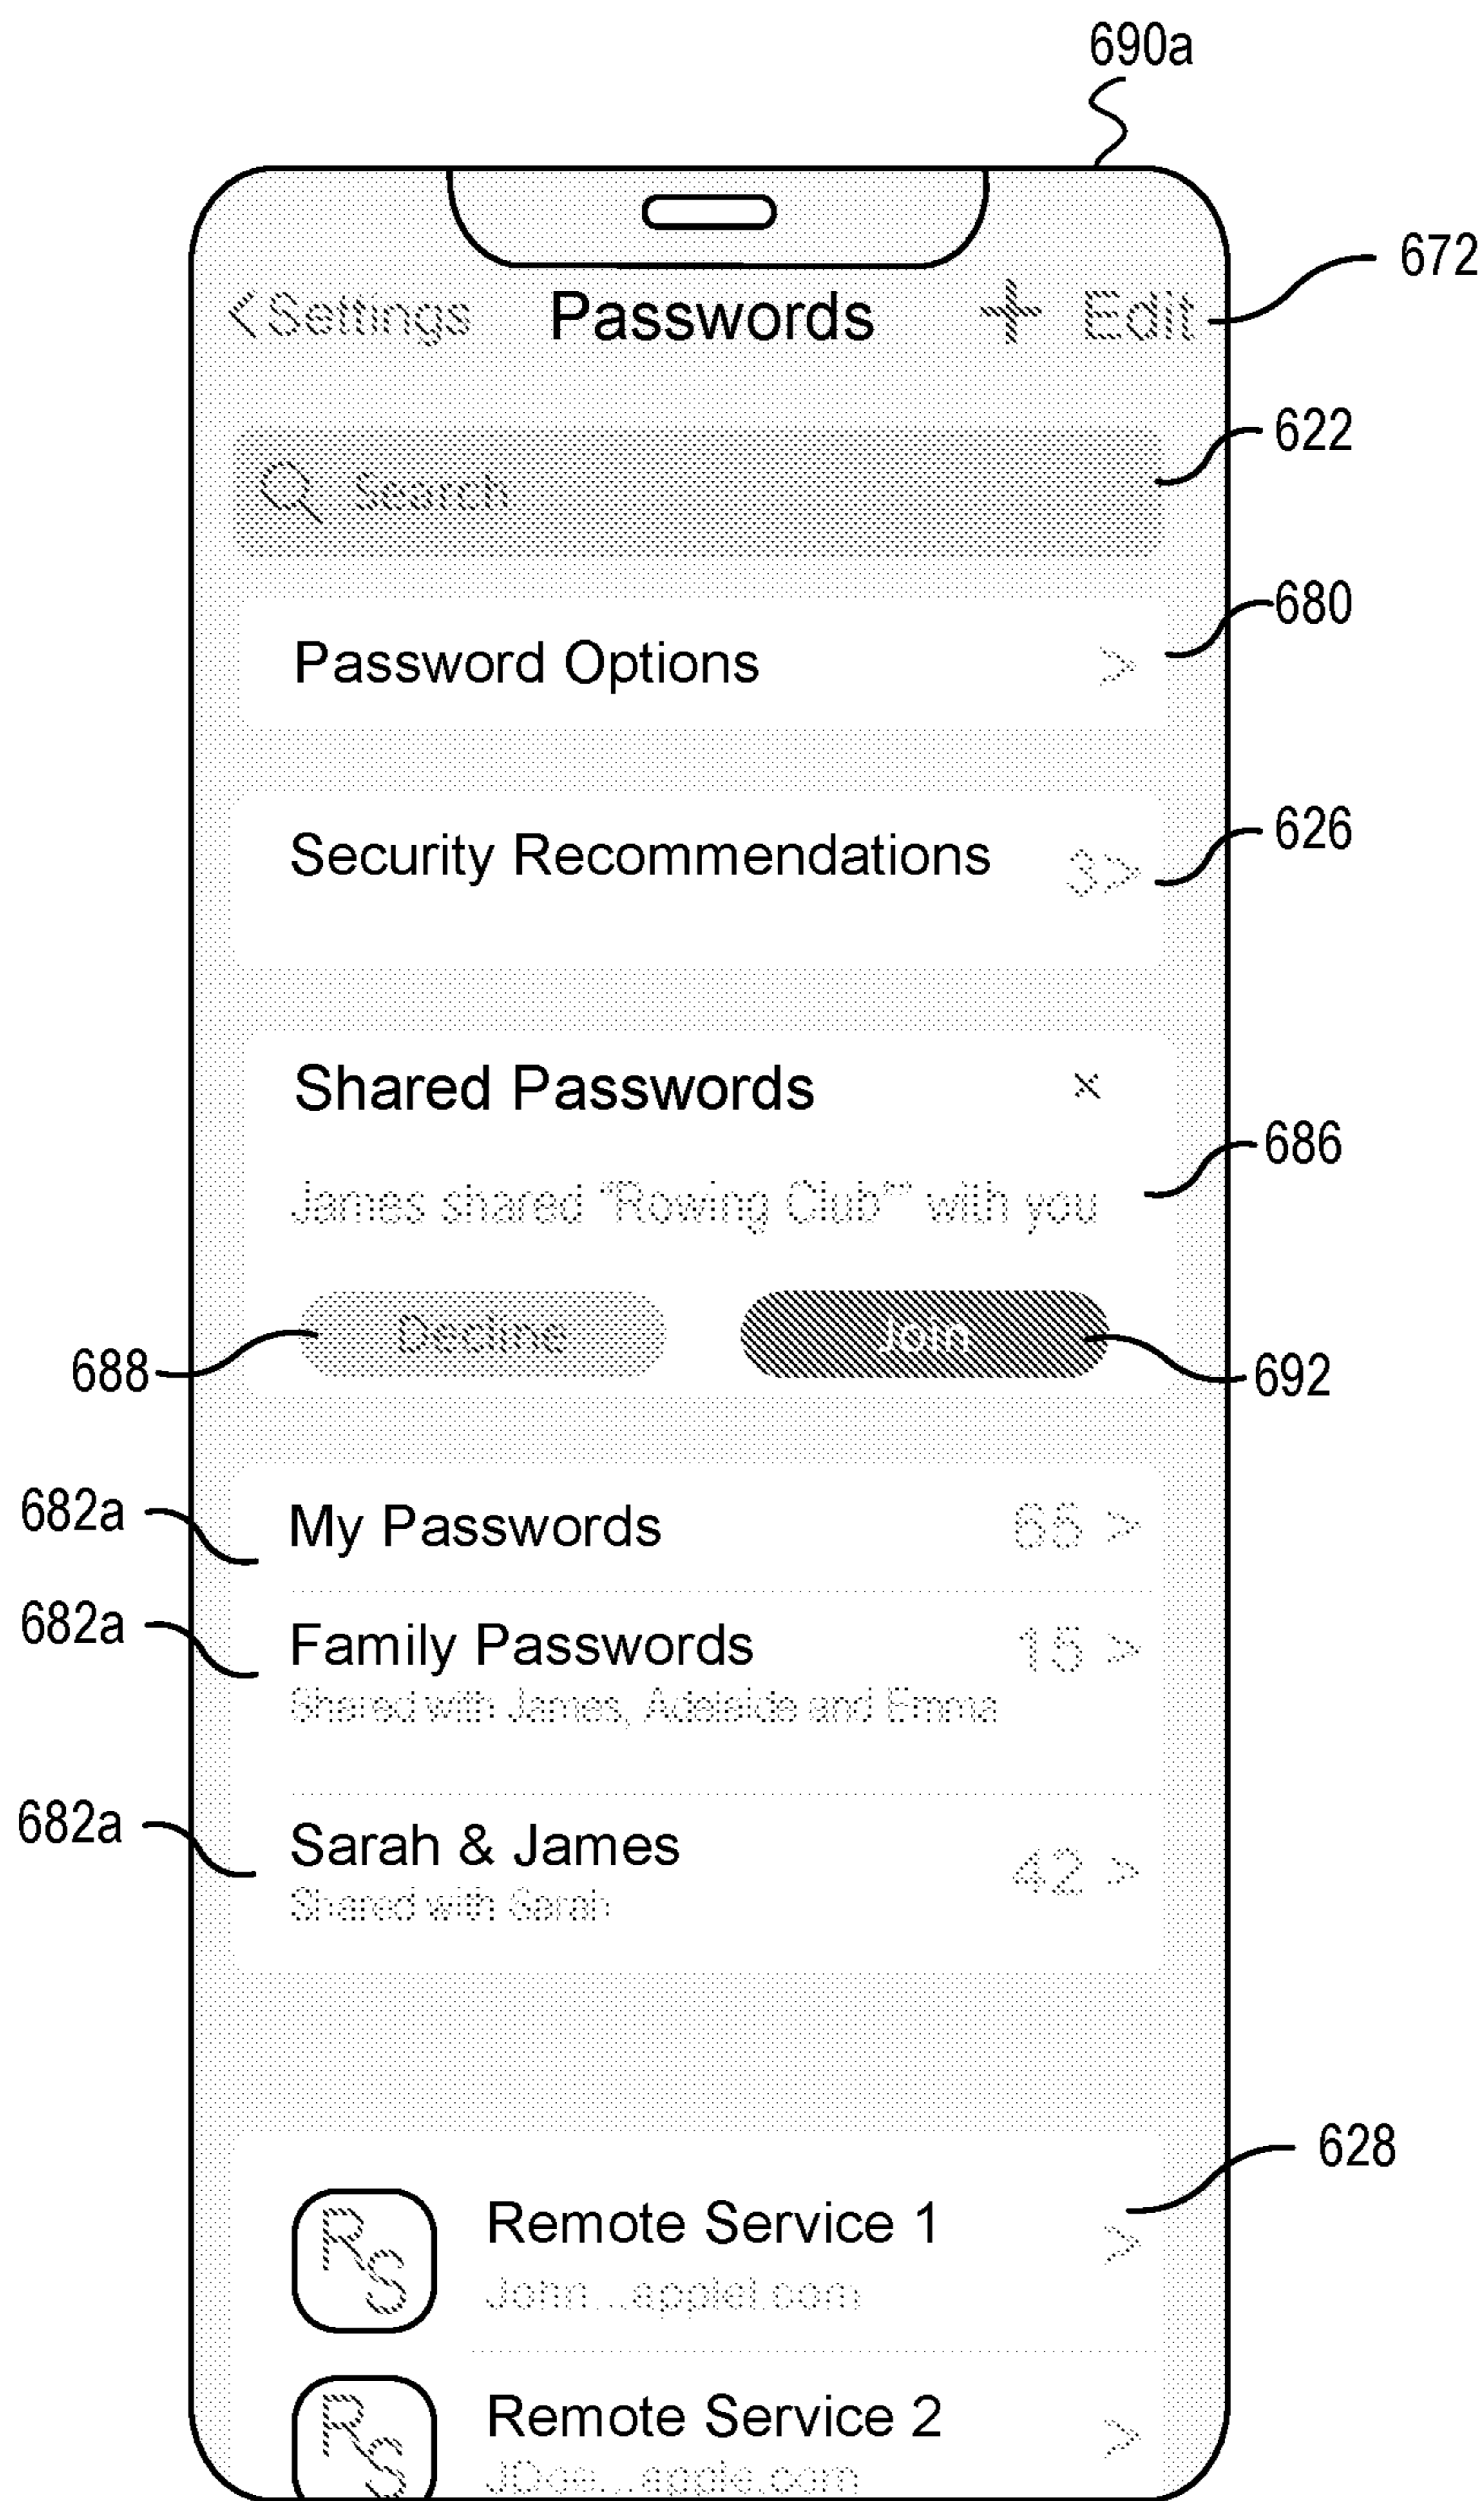 690a
672
< Settings Passwords + Edit
622
Search
680
Password Options >
626
Security Recommendations 3 >
Shared Passwords ×
686
James shared “Rowing Club”” with you
Decline Join
688
692
682a
My Passwords 65 >
682a
Family Passwords 15 >
Shared with James, Adelaide and Emma
682a
Sarah & James 42 >
Shared with Sarah
628
RS
Remote Service 1 >
RS
Remote Service 2 >